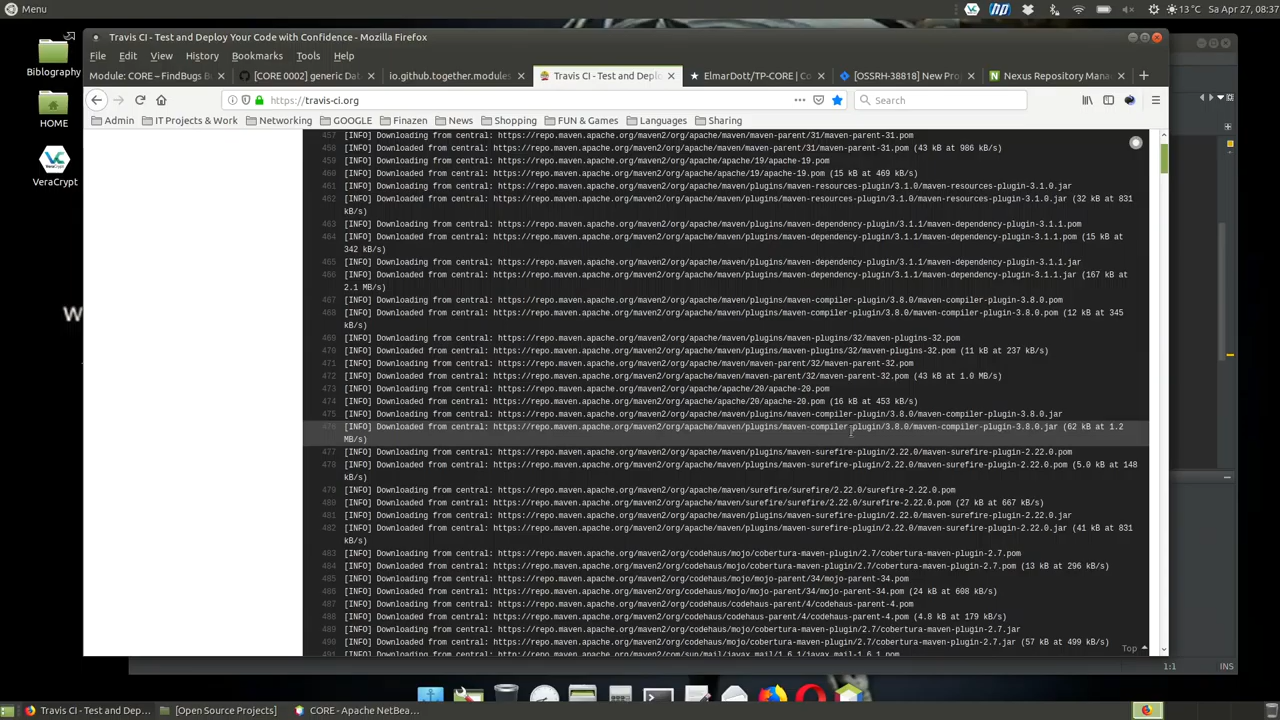 Menu
13 °C
Sa Apr 27, 08:37
Travis CI - Test and Deploy Your Code with Confidence - Mozilla Firefox
File Edit View History Bookmarks Tools Help
Module: CORE – FindBugs B
[CORE 0002] generic Dat
io.github.together.modules
Travis CI - Test and Deplo
ElmarDott/TP-CORE | Co
[OSSRH-38818] New Proj
Nexus Repository Mana
https://travis-ci.org
Search
Admin IT Projects & Work Networking GOOGLE Finazen News Shopping FUN & Games Languages Sharing
Biblography
HOME
VeraCrypt
W
457 [INFO] Downloading from central: https://repo.maven.apache.org/maven2/org/apache/maven/maven-parent/31/maven-parent-31.pom
458 [INFO] Downloaded from central: https://repo.maven.apache.org/maven2/org/apache/maven/maven-parent/31/maven-parent-31.pom (43 kB at 986 kB/s)
459 [INFO] Downloading from central: https://repo.maven.apache.org/maven2/org/apache/apache/19/apache-19.pom
460 [INFO] Downloaded from central: https://repo.maven.apache.org/maven2/org/apache/apache/19/apache-19.pom (15 kB at 469 kB/s)
461 [INFO] Downloading from central: https://repo.maven.apache.org/maven2/org/apache/maven/plugins/maven-resources-plugin/3.1.0/maven-resources-plugin-3.1.0.jar
462 [INFO] Downloaded from central: https://repo.maven.apache.org/maven2/org/apache/maven/plugins/maven-resources-plugin/3.1.0/maven-resources-plugin-3.1.0.jar (32 kB at 831
kB/s)
463 [INFO] Downloading from central: https://repo.maven.apache.org/maven2/org/apache/maven/plugins/maven-dependency-plugin/3.1.1/maven-dependency-plugin-3.1.1.pom
464 [INFO] Downloaded from central: https://repo.maven.apache.org/maven2/org/apache/maven/plugins/maven-dependency-plugin/3.1.1/maven-dependency-plugin-3.1.1.pom (15 kB at
342 kB/s)
465 [INFO] Downloading from central: https://repo.maven.apache.org/maven2/org/apache/maven/plugins/maven-dependency-plugin/3.1.1/maven-dependency-plugin-3.1.1.jar
466 [INFO] Downloaded from central: https://repo.maven.apache.org/maven2/org/apache/maven/plugins/maven-dependency-plugin/3.1.1/maven-dependency-plugin-3.1.1.jar (167 kB at
2.1 MB/s)
467 [INFO] Downloading from central: https://repo.maven.apache.org/maven2/org/apache/maven/plugins/maven-compiler-plugin/3.8.0/maven-compiler-plugin-3.8.0.pom
468 [INFO] Downloaded from central: https://repo.maven.apache.org/maven2/org/apache/maven/plugins/maven-compiler-plugin/3.8.0/maven-compiler-plugin-3.8.0.pom (12 kB at 345
kB/s)
469 [INFO] Downloading from central: https://repo.maven.apache.org/maven2/org/apache/maven/plugins/maven-plugins/32/maven-plugins-32.pom
470 [INFO] Downloaded from central: https://repo.maven.apache.org/maven2/org/apache/maven/plugins/maven-plugins/32/maven-plugins-32.pom (11 kB at 237 kB/s)
471 [INFO] Downloading from central: https://repo.maven.apache.org/maven2/org/apache/maven/maven-parent/32/maven-parent-32.pom
472 [INFO] Downloaded from central: https://repo.maven.apache.org/maven2/org/apache/maven/maven-parent/32/maven-parent-32.pom (43 kB at 1.0 MB/s)
473 [INFO] Downloading from central: https://repo.maven.apache.org/maven2/org/apache/apache/20/apache-20.pom
474 [INFO] Downloaded from central: https://repo.maven.apache.org/maven2/org/apache/apache/20/apache-20.pom (16 kB at 453 kB/s)
475 [INFO] Downloading from central: https://repo.maven.apache.org/maven2/org/apache/maven/plugins/maven-compiler-plugin/3.8.0/maven-compiler-plugin-3.8.0.jar
476 [INFO] Downloaded from central: https://repo.maven.apache.org/maven2/org/apache/maven/plugins/maven-compiler-plugin/3.8.0/maven-compiler-plugin-3.8.0.jar (62 kB at 1.2
MB/s)
477 [INFO] Downloading from central: https://repo.maven.apache.org/maven2/org/apache/maven/plugins/maven-surefire-plugin/2.22.0/maven-surefire-plugin-2.22.0.pom
478 [INFO] Downloaded from central: https://repo.maven.apache.org/maven2/org/apache/maven/plugins/maven-surefire-plugin/2.22.0/maven-surefire-plugin-2.22.0.pom (5.0 kB at 148
kB/s)
479 [INFO] Downloading from central: https://repo.maven.apache.org/maven2/org/apache/maven/surefire/surefire/2.22.0/surefire-2.22.0.pom
480 [INFO] Downloaded from central: https://repo.maven.apache.org/maven2/org/apache/maven/surefire/surefire/2.22.0/surefire-2.22.0.pom (27 kB at 667 kB/s)
481 [INFO] Downloading from central: https://repo.maven.apache.org/maven2/org/apache/maven/plugins/maven-surefire-plugin/2.22.0/maven-surefire-plugin-2.22.0.jar
482 [INFO] Downloaded from central: https://repo.maven.apache.org/maven2/org/apache/maven/plugins/maven-surefire-plugin/2.22.0/maven-surefire-plugin-2.22.0.jar (41 kB at 831
kB/s)
483 [INFO] Downloading from central: https://repo.maven.apache.org/maven2/org/codehaus/mojo/cobertura-maven-plugin/2.7/cobertura-maven-plugin-2.7.pom
484 [INFO] Downloaded from central: https://repo.maven.apache.org/maven2/org/codehaus/mojo/cobertura-maven-plugin/2.7/cobertura-maven-plugin-2.7.pom (13 kB at 296 kB/s)
485 [INFO] Downloading from central: https://repo.maven.apache.org/maven2/org/codehaus/mojo/mojo-parent/34/mojo-parent-34.pom
486 [INFO] Downloaded from central: https://repo.maven.apache.org/maven2/org/codehaus/mojo/mojo-parent/34/mojo-parent-34.pom (24 kB at 608 kB/s)
487 [INFO] Downloading from central: https://repo.maven.apache.org/maven2/org/codehaus/codehaus-parent/4/codehaus-parent-4.pom
488 [INFO] Downloaded from central: https://repo.maven.apache.org/maven2/org/codehaus/codehaus-parent/4/codehaus-parent-4.pom (4.8 kB at 179 kB/s)
489 [INFO] Downloading from central: https://repo.maven.apache.org/maven2/org/codehaus/mojo/cobertura-maven-plugin/2.7/cobertura-maven-plugin-2.7.jar
490 [INFO] Downloaded from central: https://repo.maven.apache.org/maven2/org/codehaus/mojo/cobertura-maven-plugin/2.7/cobertura-maven-plugin-2.7.jar (57 kB at 499 kB/s)
491 [INFO] Downloading from central: https://repo.maven.apache.org/maven2/com/sun/mail/javax.mail/1.6.1/javax.mail-1.6.1.pom
Top
1:1 INS
Travis CI - Test and Dep...
[Open Source Projects]
CORE - Apache NetBea...